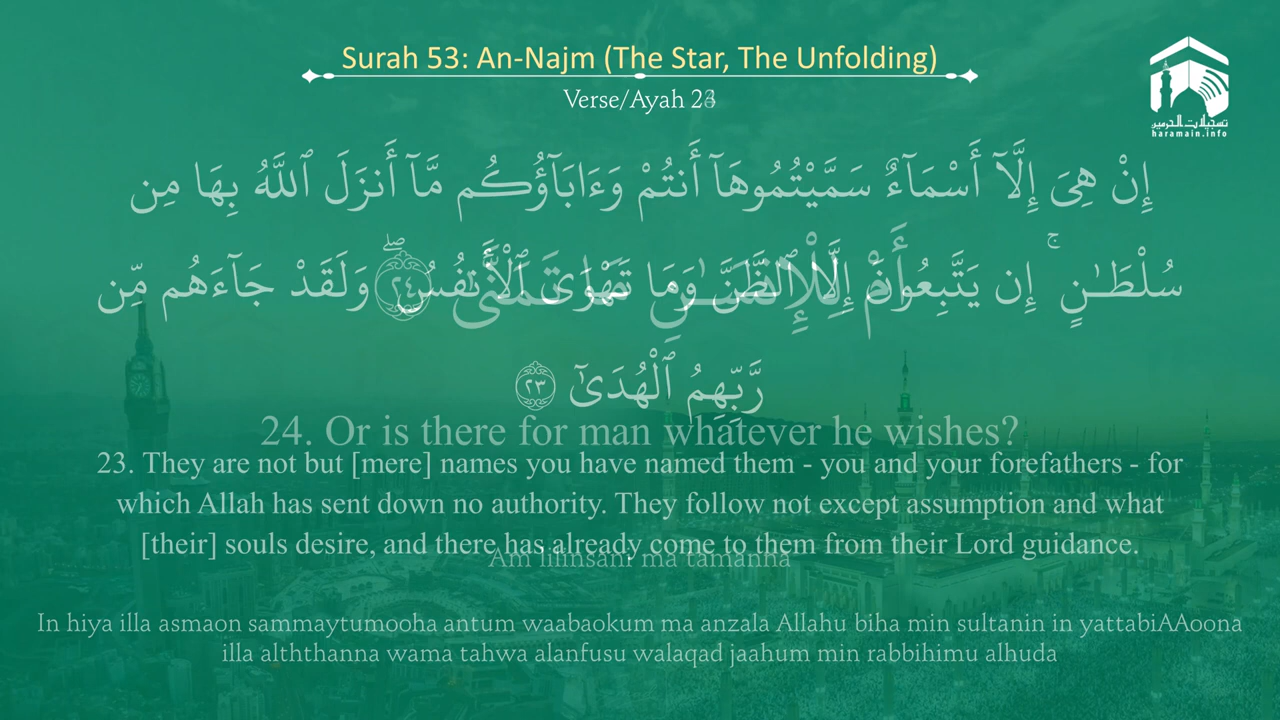 Surah 53: An-Najm (The Star, The Unfolding)
Verse/Ayah 2
تسجيلات الحرمين
haramain.info
إِنْ هِىَ إِلَّآ أَسْمَآءٌ سَمَّيْتُمُوهَآ أَنتُمْ وَءَابَآؤُكُم مَّآ أَنزَلَ ٱللَّهُ بِهَا مِن
سُلْطَـٰنٍ ۚ إِن يَتَّبِعُونَ إِلَّا ٱلظَّنَّ وَمَا تَهْوَى ٱلْأَنفُسُ ۖ وَلَقَدْ جَآءَهُم مِّن
أَمْ لِلْإِنسَـٰنِ مَا تَمَنَّىٰ ٢٤
رَّبِّهِمُ ٱلْهُدَىٰٓ ٢٣
24. Or is there for man whatever he wishes?
23. They are not but [mere] names you have named them - you and your forefathers - for
which Allah has sent down no authority. They follow not except assumption and what
[their] souls desire, and there has already come to them from their Lord guidance.
Am lilinsani ma tamanna
In hiya illa asmaon sammaytumooha antum waabaokum ma anzala Allahu biha min sultanin in yattabiAAoona
illa alththanna wama tahwa alanfusu walaqad jaahum min rabbihimu alhuda